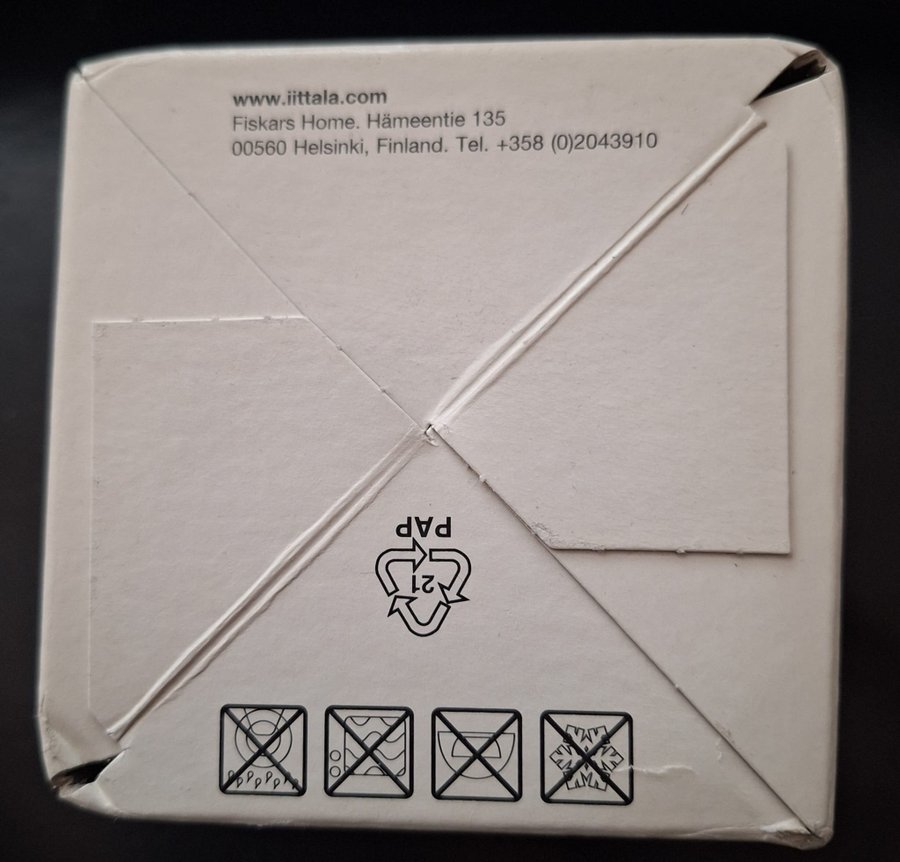 www.iittala.com
Fiskars Home. Hämeentie 135
00560 Helsinki, Finland. Tel. +358 (0)2043910
PAP
21